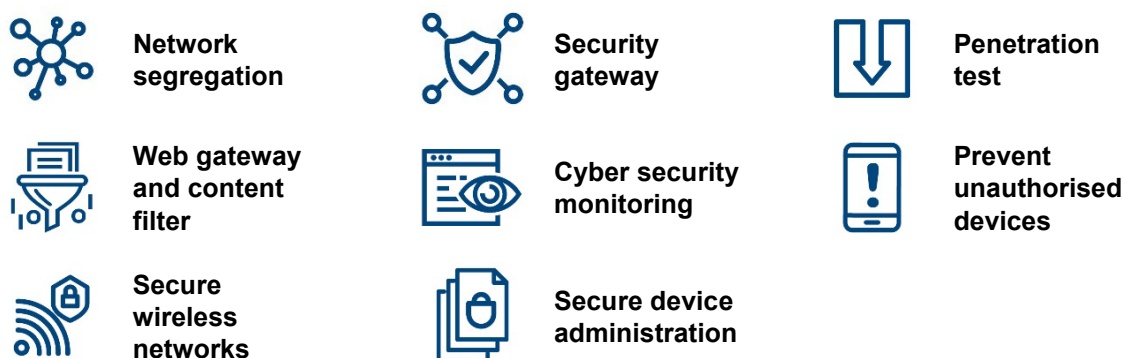 Network
segregation
Security
gateway
Penetration
test
Web gateway
and content
filter
Cyber security
monitoring
Prevent
unauthorised
devices
Secure
wireless
networks
Secure device
administration